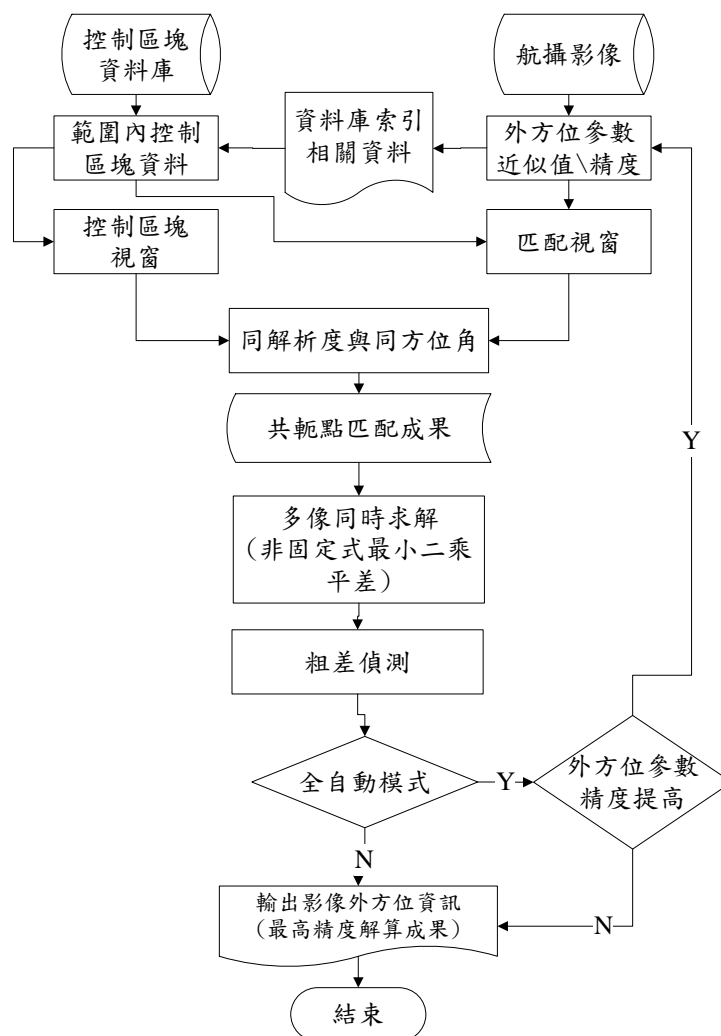 控制區塊
資料庫
航攝影像
範圍內控制
區塊資料
資料庫索引
相關資料
外方位參數
近似值\精度
控制區塊
視窗
匹配視窗
同解析度與同方位角
共軛點匹配成果
多像同時求解
（非固定式最小二乘
平差）
粗差偵測
全自動模式
Y
外方位參數
精度提高
Y
N
N
輸出影像外方位資訊
（最高精度解算成果）
結束